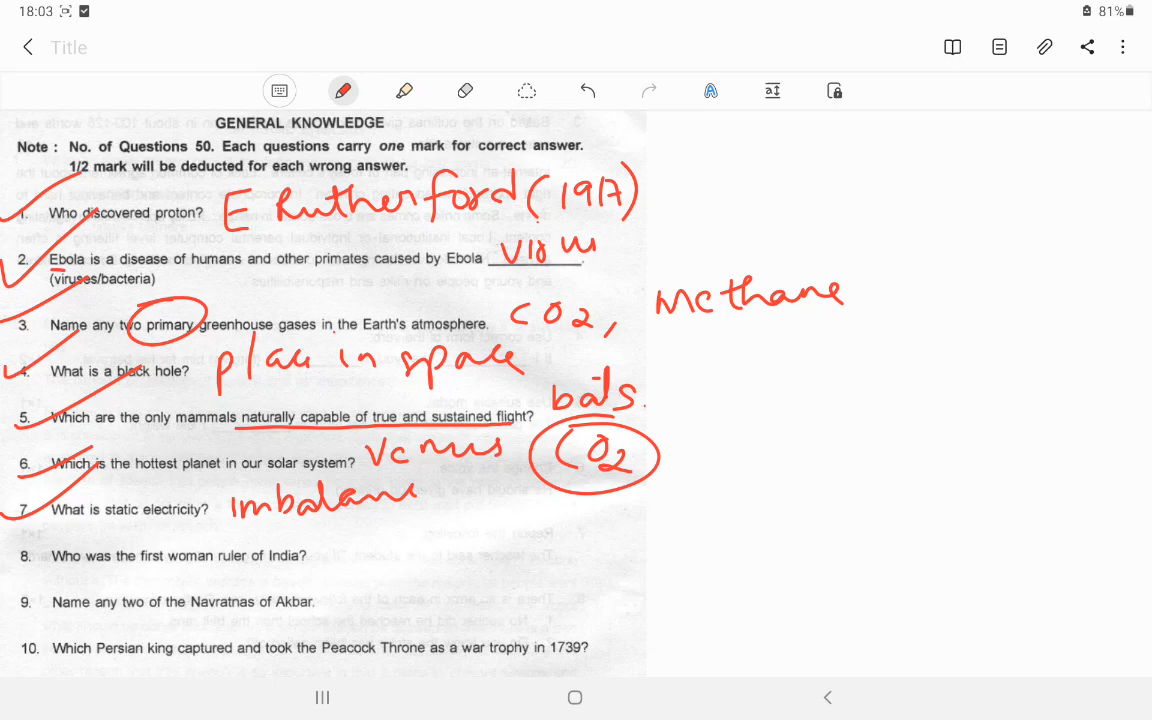 18:03
81%
Title
GENERAL KNOWLEDGE
Note : No. of Questions 50. Each questions carry one mark for correct answer.
1/2 mark will be deducted for each wrong answer.
1. Who discovered proton? E Rutherford (1917)
2. Ebola is a disease of humans and other primates caused by Ebola virus.
(viruses/bacteria)
3. Name any two primary greenhouse gases in the Earth's atmosphere. CO2, methane
4. What is a black hole? place in space
5. Which are the only mammals naturally capable of true and sustained flight? bats.
6. Which is the hottest planet in our solar system? Venus CO2
7. What is static electricity? imbalance
8. Who was the first woman ruler of India?
9. Name any two of the Navratnas of Akbar.
10. Which Persian king captured and took the Peacock Throne as a war trophy in 1739?